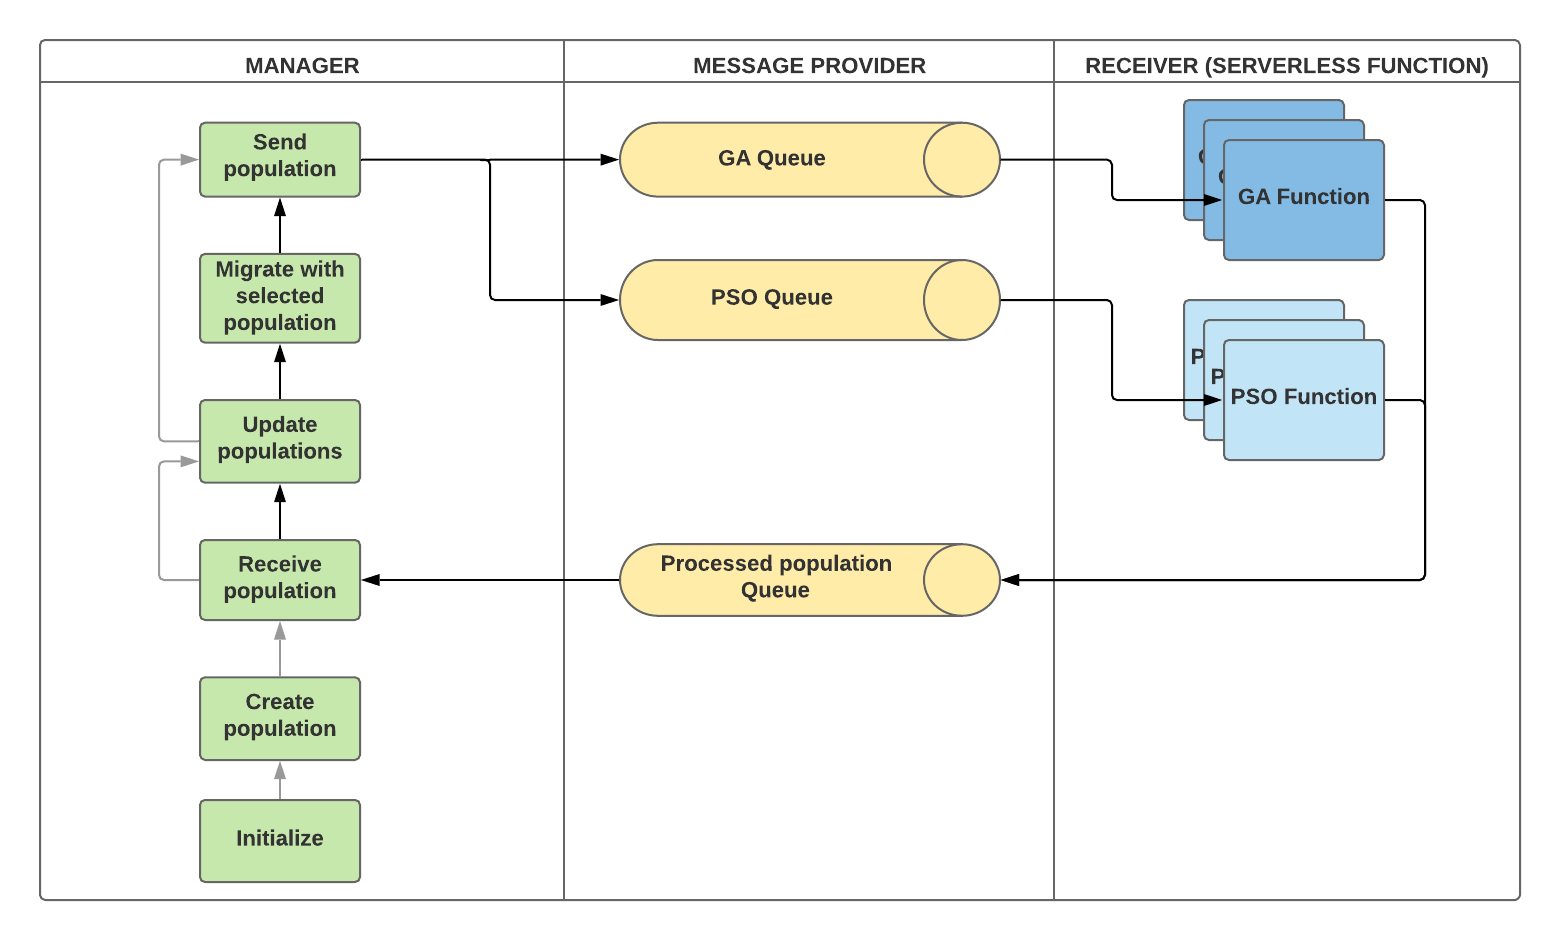 MANAGER
MESSAGE PROVIDER
RECEIVER (SERVERLESS FUNCTION)
Send
population
Migrate with
selected
population
Update
populations
Receive
population
Create
population
Initialize
GA Queue
PSO Queue
Processed population
Queue
GA Function
PSO Function